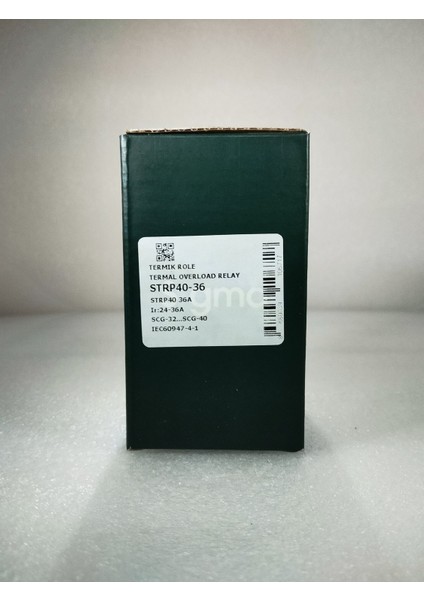 TERMIK ROLE
TERMAL OVERLOAD RELAY
STRP40-36
STRP40 36A
Ir:24-36A
SCG-32...SCG-40
IEC60947-4-1